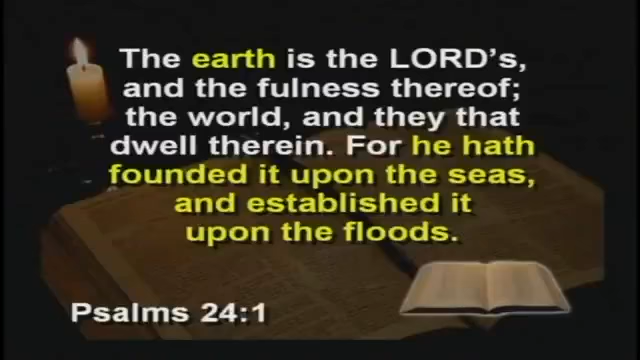 The earth is the LORD's,
and the fulness thereof;
the world, and they that
dwell therein. For he hath
founded it upon the seas,
and established it
upon the floods.
Psalms 24:1